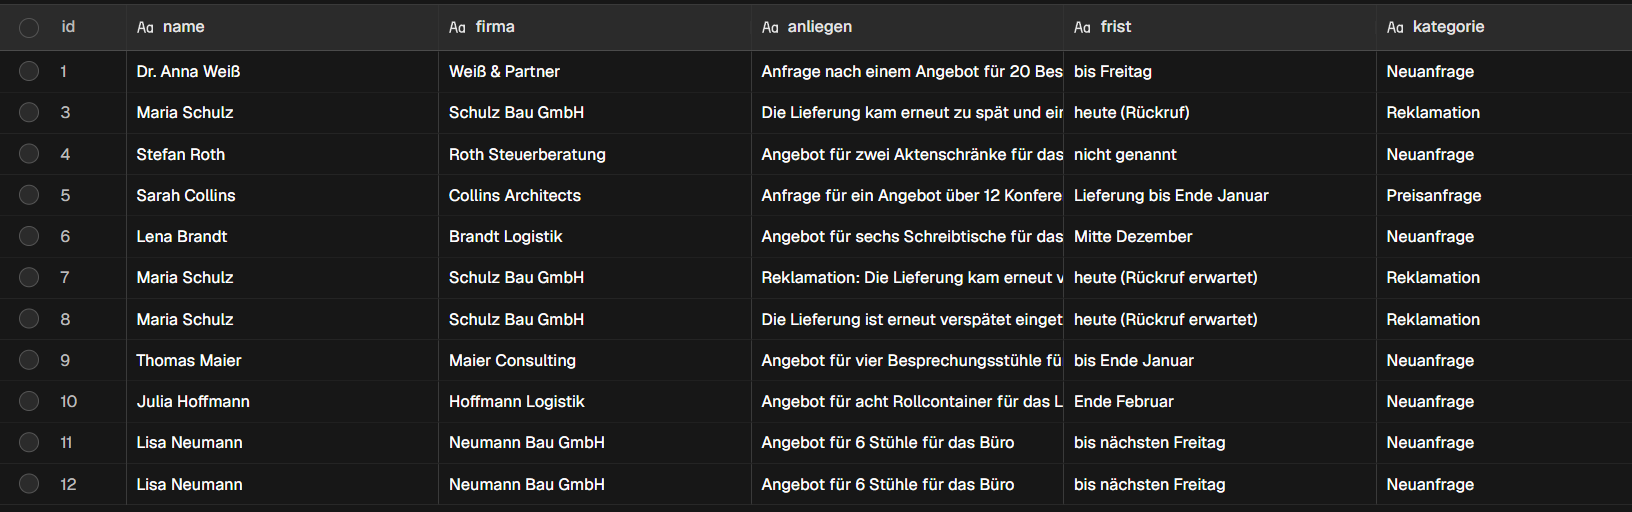 id Aa name Aa firma Aa anliegen Aa frist Aa kategorie
1 Dr. Anna Weiß Weiß & Partner Anfrage nach einem Angebot für 20 Bes bis Freitag Neuanfrage
3 Maria Schulz Schulz Bau GmbH Die Lieferung kam erneut zu spät und ein heute (Rückruf) Reklamation
4 Stefan Roth Roth Steuerberatung Angebot für zwei Aktenschränke für das nicht genannt Neuanfrage
5 Sarah Collins Collins Architects Anfrage für ein Angebot über 12 Konfere Lieferung bis Ende Januar Preisanfrage
6 Lena Brandt Brandt Logistik Angebot für sechs Schreibtische für das Mitte Dezember Neuanfrage
7 Maria Schulz Schulz Bau GmbH Reklamation: Die Lieferung kam erneut v heute (Rückruf erwartet) Reklamation
8 Maria Schulz Schulz Bau GmbH Die Lieferung ist erneut verspätet einget heute (Rückruf erwartet) Reklamation
9 Thomas Maier Maier Consulting Angebot für vier Besprechungsstühle fü bis Ende Januar Neuanfrage
10 Julia Hoffmann Hoffmann Logistik Angebot für acht Rollcontainer für das L Ende Februar Neuanfrage
11 Lisa Neumann Neumann Bau GmbH Angebot für 6 Stühle für das Büro bis nächsten Freitag Neuanfrage
12 Lisa Neumann Neumann Bau GmbH Angebot für 6 Stühle für das Büro bis nächsten Freitag Neuanfrage